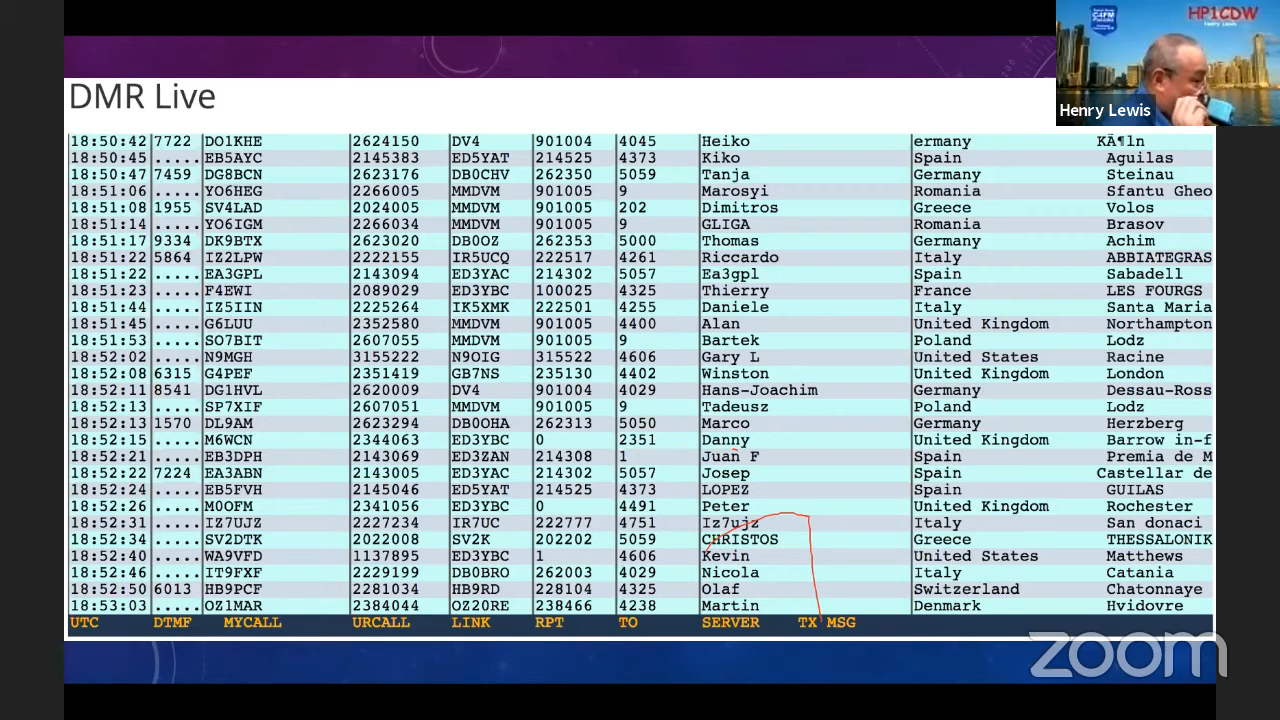 HP1CDW
Henry Lewis
C4FM
Henry Lewis
DMR Live
18:50:42 7722 DO1KHE 2624150 DV4 901004 4045 Heiko ermany KÃ¶ln
18:50:45 ..... EB5AYC 2145383 ED5YAT 214525 4373 Kiko Spain Aguilas
18:50:47 7459 DG8BCN 2623176 DB0CHV 262350 5059 Tanja Germany Steinau
18:51:06 ..... YO6HEG 2266005 MMDVM 901005 9 Marosyi Romania Sfantu Gheo
18:51:08 1955 SV4LAD 2024005 MMDVM 901005 202 Dimitros Greece Volos
18:51:14 ..... YO6IGM 2266034 MMDVM 901005 9 GLIGA Romania Brasov
18:51:17 9334 DK9BTX 2623020 DB0OZ 262353 5000 Thomas Germany Achim
18:51:22 5864 IZ2LPW 2222155 IR5UCQ 222517 4261 Riccardo Italy ABBIATEGRAS
18:51:22 ..... EA3GPL 2143094 ED3YAC 214302 5057 Ea3gpl Spain Sabadell
18:51:23 ..... F4EWI 2089029 ED3YBC 100025 4325 Thierry France LES FOURGS
18:51:44 ..... IZ5IIN 2225264 IK5XMK 222501 4255 Daniele Italy Santa Maria
18:51:45 ..... G6LUU 2352580 MMDVM 901005 4400 Alan United Kingdom Northampton
18:51:53 ..... SO7BIT 2607055 MMDVM 901005 9 Bartek Poland Lodz
18:52:02 ..... N9MGH 3155222 N9OIG 315522 4606 Gary L United States Racine
18:52:08 6315 G4PEF 2351419 GB7NS 235130 4402 Winston United Kingdom London
18:52:11 8541 DG1HVL 2620009 DV4 901004 4029 Hans-Joachim Germany Dessau-Ross
18:52:13 ..... SP7XIF 2607051 MMDVM 901005 9 Tadeusz Poland Lodz
18:52:13 1570 DL9AM 2623294 DB0OHA 262313 5050 Marco Germany Herzberg
18:52:15 ..... M6WCN 2344063 ED3YBC 0 2351 Danny United Kingdom Barrow in-f
18:52:21 ..... EB3DPH 2143069 ED3ZAN 214308 1 Juan F Spain Premia de M
18:52:22 7224 EA3ABN 2143005 ED3YAC 214302 5057 Josep Spain Castellar de
18:52:24 ..... EB5FVH 2145046 ED5YAT 214525 4373 LOPEZ Spain GUILAS
18:52:26 ..... M0OFM 2341056 ED3YBC 0 4491 Peter United Kingdom Rochester
18:52:31 ..... IZ7UJZ 2227234 IR7UC 222777 4751 Iz7ujz Italy San donaci
18:52:34 ..... SV2DTK 2022008 SV2K 202202 5059 CHRISTOS Greece THESSALONIK
18:52:40 ..... WA9VFD 1137895 ED3YBC 1 4606 Kevin United States Matthews
18:52:46 ..... IT9FXF 2229199 DB0BRO 262003 4029 Nicola Italy Catania
18:52:50 6013 HB9PCF 2281034 HB9RD 228104 4325 Olaf Switzerland Chatonnaye
18:53:03 ..... OZ1MAR 2384044 OZ20RE 238466 4238 Martin Denmark Hvidovre
UTC DTMF MYCALL URCALL LINK RPT TO SERVER TX MSG
zoom